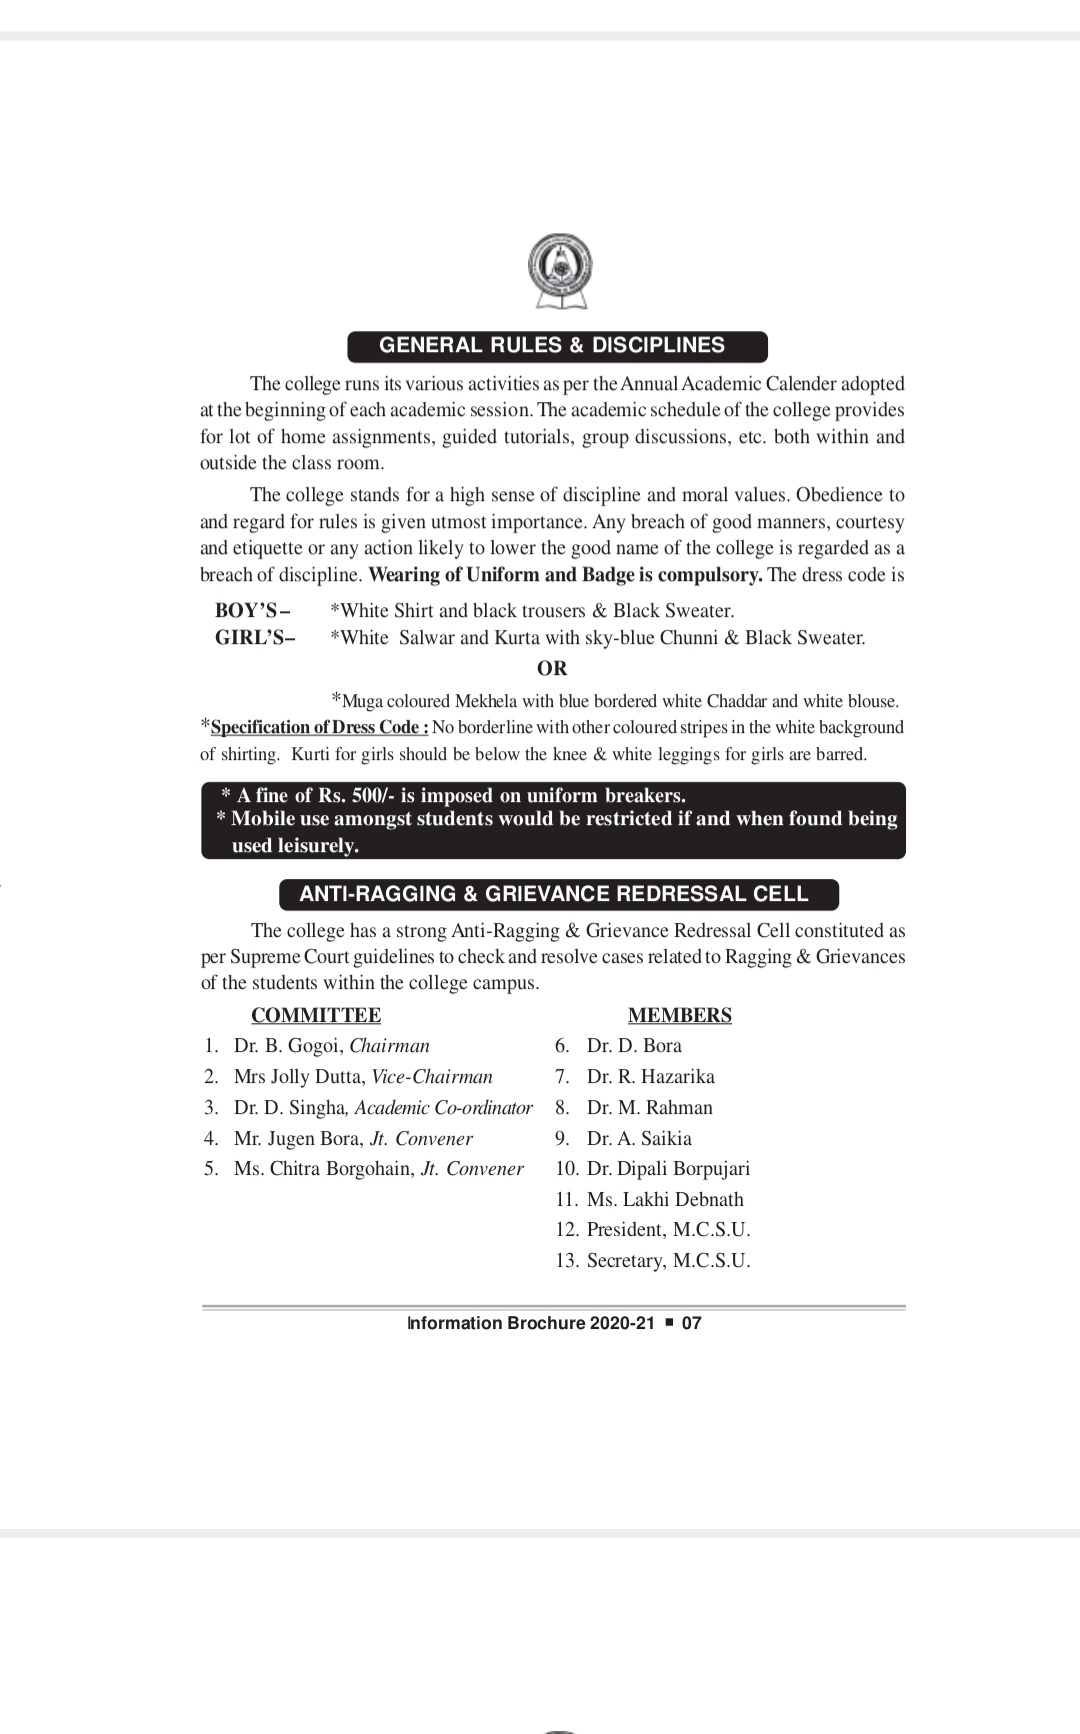 GENERAL RULES & DISCIPLINES
The college runs its various activities as per the Annual Academic Calender adopted
at the beginning of each academic session. The academic schedule of the college provides
for lot of home assignments, guided tutorials, group discussions, etc. both within and
outside the class room.
The college stands for a high sense of discipline and moral values. Obedience to
and regard for rules is given utmost importance. Any breach of good manners, courtesy
and etiquette or any action likely to lower the good name of the college is regarded as a
breach of discipline. Wearing of Uniform and Badge is compulsory. The dress code is
BOY'S– *White Shirt and black trousers & Black Sweater.
GIRL'S– *White Salwar and Kurta with sky-blue Chunni & Black Sweater.
OR
*Muga coloured Mekhela with blue bordered white Chaddar and white blouse.
*Specification of Dress Code : No borderline with other coloured stripes in the white background
of shirting. Kurti for girls should be below the knee & white leggings for girls are barred.
* A fine of Rs. 500/- is imposed on uniform breakers.
* Mobile use amongst students would be restricted if and when found being
used leisurely.
ANTI-RAGGING & GRIEVANCE REDRESSAL CELL
The college has a strong Anti-Ragging & Grievance Redressal Cell constituted as
per Supreme Court guidelines to check and resolve cases related to Ragging & Grievances
of the students within the college campus.
COMMITTEE
1. Dr. B. Gogoi, Chairman
2. Mrs Jolly Dutta, Vice-Chairman
3. Dr. D. Singha, Academic Co-ordinator
4. Mr. Jugen Bora, Jt. Convener
5. Ms. Chitra Borgohain, Jt. Convener
MEMBERS
6. Dr. D. Bora
7. Dr. R. Hazarika
8. Dr. M. Rahman
9. Dr. A. Saikia
10. Dr. Dipali Borpujari
11. Ms. Lakhi Debnath
12. President, M.C.S.U.
13. Secretary, M.C.S.U.
Information Brochure 2020-21 ■ 07